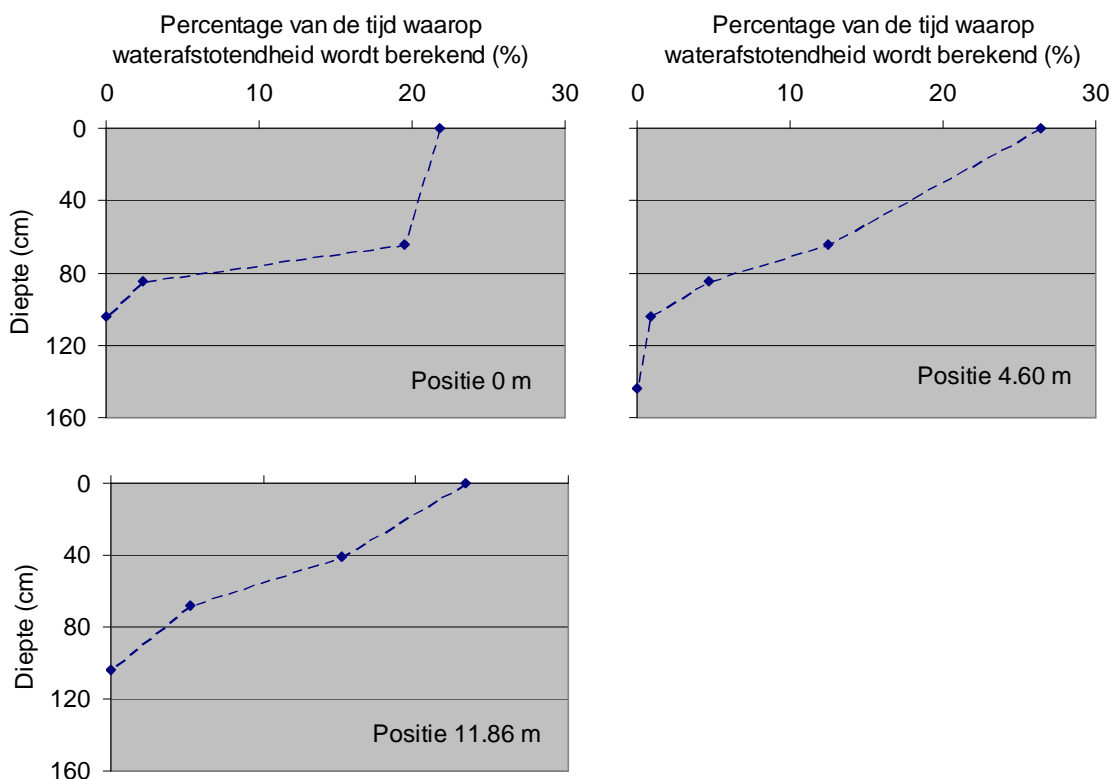 Percentage van de tijd waarop
waterafstotendheid wordt berekend (%)
0 10 20 30
0
40
80
120
160
Diepte (cm)
Positie 0 m
Percentage van de tijd waarop
waterafstotendheid wordt berekend (%)
0 10 20 30
Positie 4.60 m
0
40
80
120
160
Diepte (cm)
Positie 11.86 m